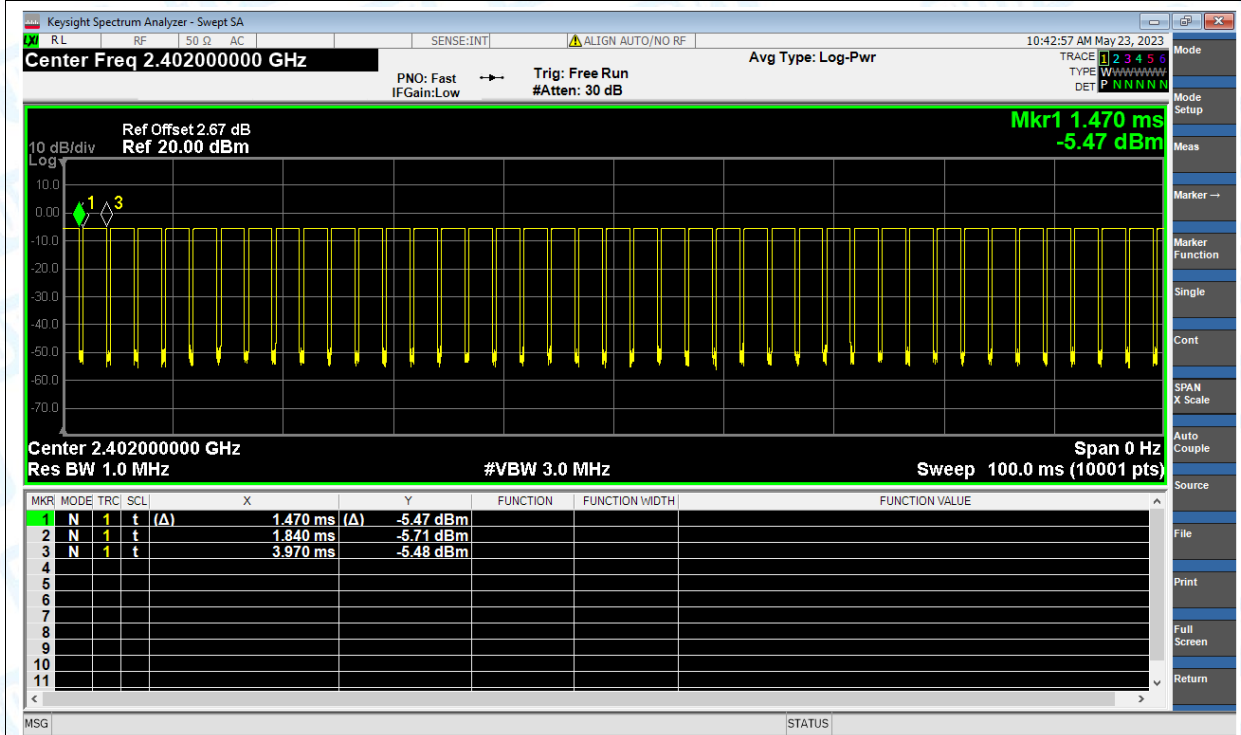 Keysight Spectrum Analyzer - Swept SA
LXI RL RF 50 Ω AC SENSE:INT ALIGN AUTO/NO RF 10:42:57 AM May 23, 2023
Center Freq 2.402000000 GHz Avg Type: Log-Pwr TRACE 1 2 3 4 5 6
PNO: Fast Trig: Free Run TYPE WWWWWW
IFGain:Low #Atten: 30 dB DET P N N N N N
Mode
Mode Setup
Meas
Marker →
Marker Function
Single
Cont
SPAN X Scale
Auto Couple
Source
File
Print
Full Screen
Return
Ref Offset 2.67 dB Mkr1 1.470 ms
10 dB/div Ref 20.00 dBm -5.47 dBm
Log
10.0
1 3
0.00
-10.0
-20.0
-30.0
-40.0
-50.0
-60.0
-70.0
Center 2.402000000 GHz Span 0 Hz
Res BW 1.0 MHz #VBW 3.0 MHz Sweep 100.0 ms (10001 pts)
MKR MODE TRC SCL X Y FUNCTION FUNCTION WIDTH FUNCTION VALUE
1 N 1 t (Δ) 1.470 ms (Δ) -5.47 dBm
2 N 1 t 1.840 ms -5.71 dBm
3 N 1 t 3.970 ms -5.48 dBm
4
5
6
7
8
9
10
11
MSG STATUS